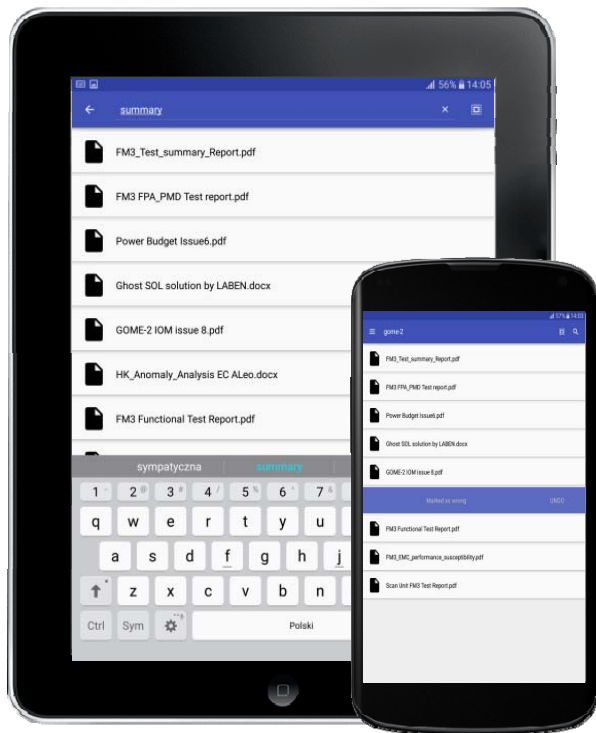 56% 14:05
summary
FM3_Test_summary_Report.pdf
FM3 FPA_PMD Test report.pdf
Power Budget Issue6.pdf
Ghost SOL solution by LABEN.docx
GOME-2 IOM issue 8.pdf
HK_Anomaly_Analysis EC ALeo.docx
FM3 Functional Test Report.pdf
sympatyczna summary
1 - 2 @ 3 # 4 / 5 % 6 ^ 7 &
q w e r t y u
a s d f g h j
z x c v b n
Ctrl Sym Polski
57% 14:03
gome-2
FM3_Test_summary_Report.pdf
FM3 FPA_PMD Test report.pdf
Power Budget Issue6.pdf
Ghost SOL solution by LABEN.docx
GOME-2 IOM issue 8.pdf
Marked as wrong UNDO
FM3 Functional Test Report.pdf
FM3_EMC_performance_susceptibility.pdf
Scan Unit FM3 Test Report.pdf